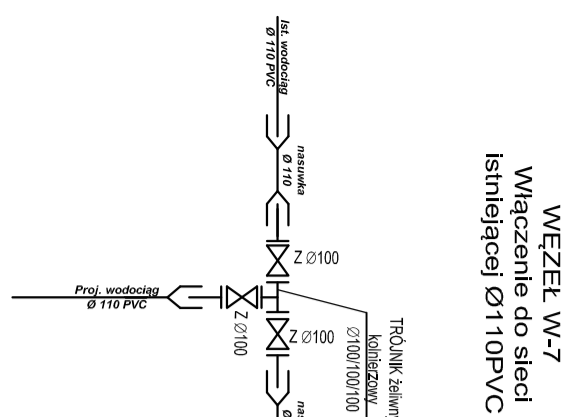 WĘZEŁ W-7
Włączenie do sieci
istniejącej Ø110PVC
Ist. wodociąg
Ø 110 PVC
nasuwka
Ø 110
Z Ø100
Proj. wodociąg
Ø 110 PVC
Z Ø100
Z Ø100
TRÓJNIK żeliwny
kołnierzowy
Ø100/100/100